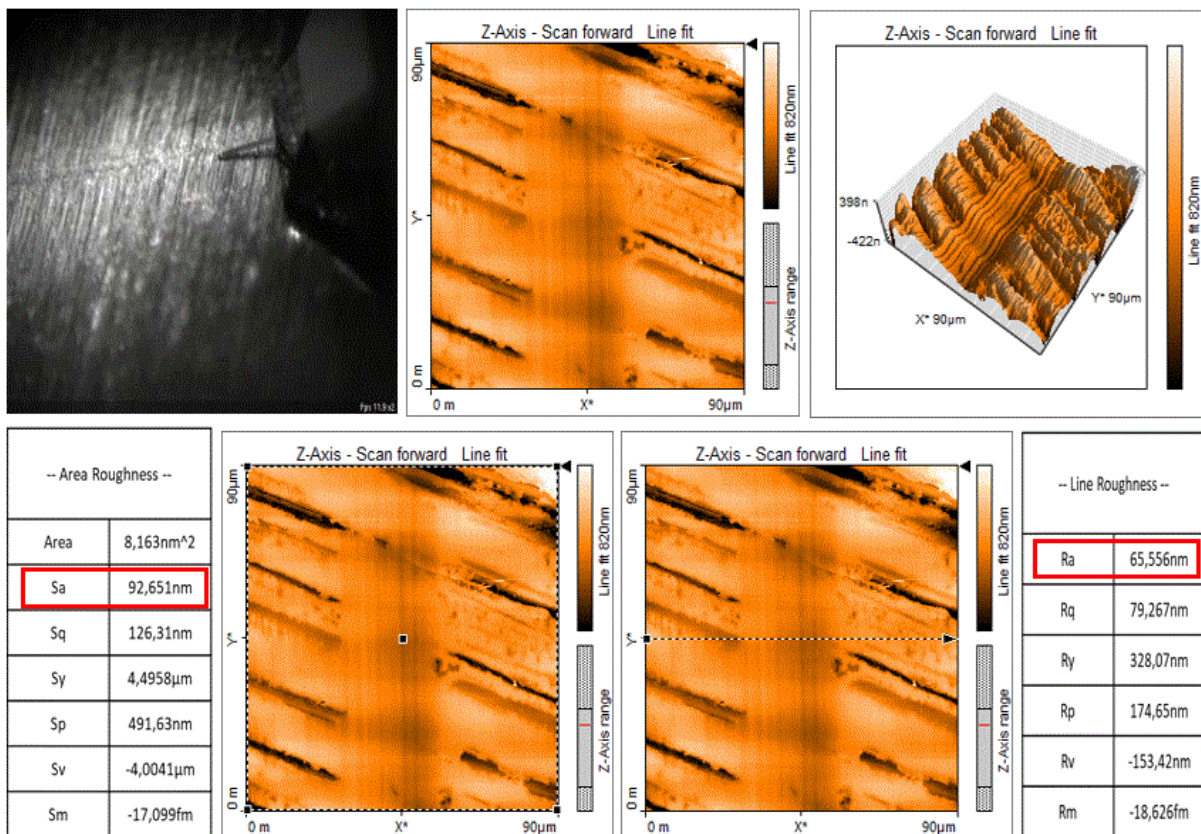 Fps 11.9 x2
Z-Axis - Scan forward Line fit
90µm
Y*
0 m
0 m
X*
90µm
Line fit 820nm
Z-Axis range
Z-Axis - Scan forward Line fit
398n
-422n
X* 90µm
Y* 90µm
Line fit 820nm
-- Area Roughness --
Area 8,163nm^2
Sa 92,651nm
Sq 126,31nm
Sy 4,4958µm
Sp 491,63nm
Sv -4,0041µm
Sm -17,099fm
Z-Axis - Scan forward Line fit
90µm
Y*
0 m
0 m
X*
90µm
Line fit 820nm
Z-Axis range
Z-Axis - Scan forward Line fit
90µm
Y*
0 m
0 m
X*
90µm
Line fit 820nm
Z-Axis range
-- Line Roughness --
Ra 65,556nm
Rq 79,267nm
Ry 328,07nm
Rp 174,65nm
Rv -153,42nm
Rm -18,626fm